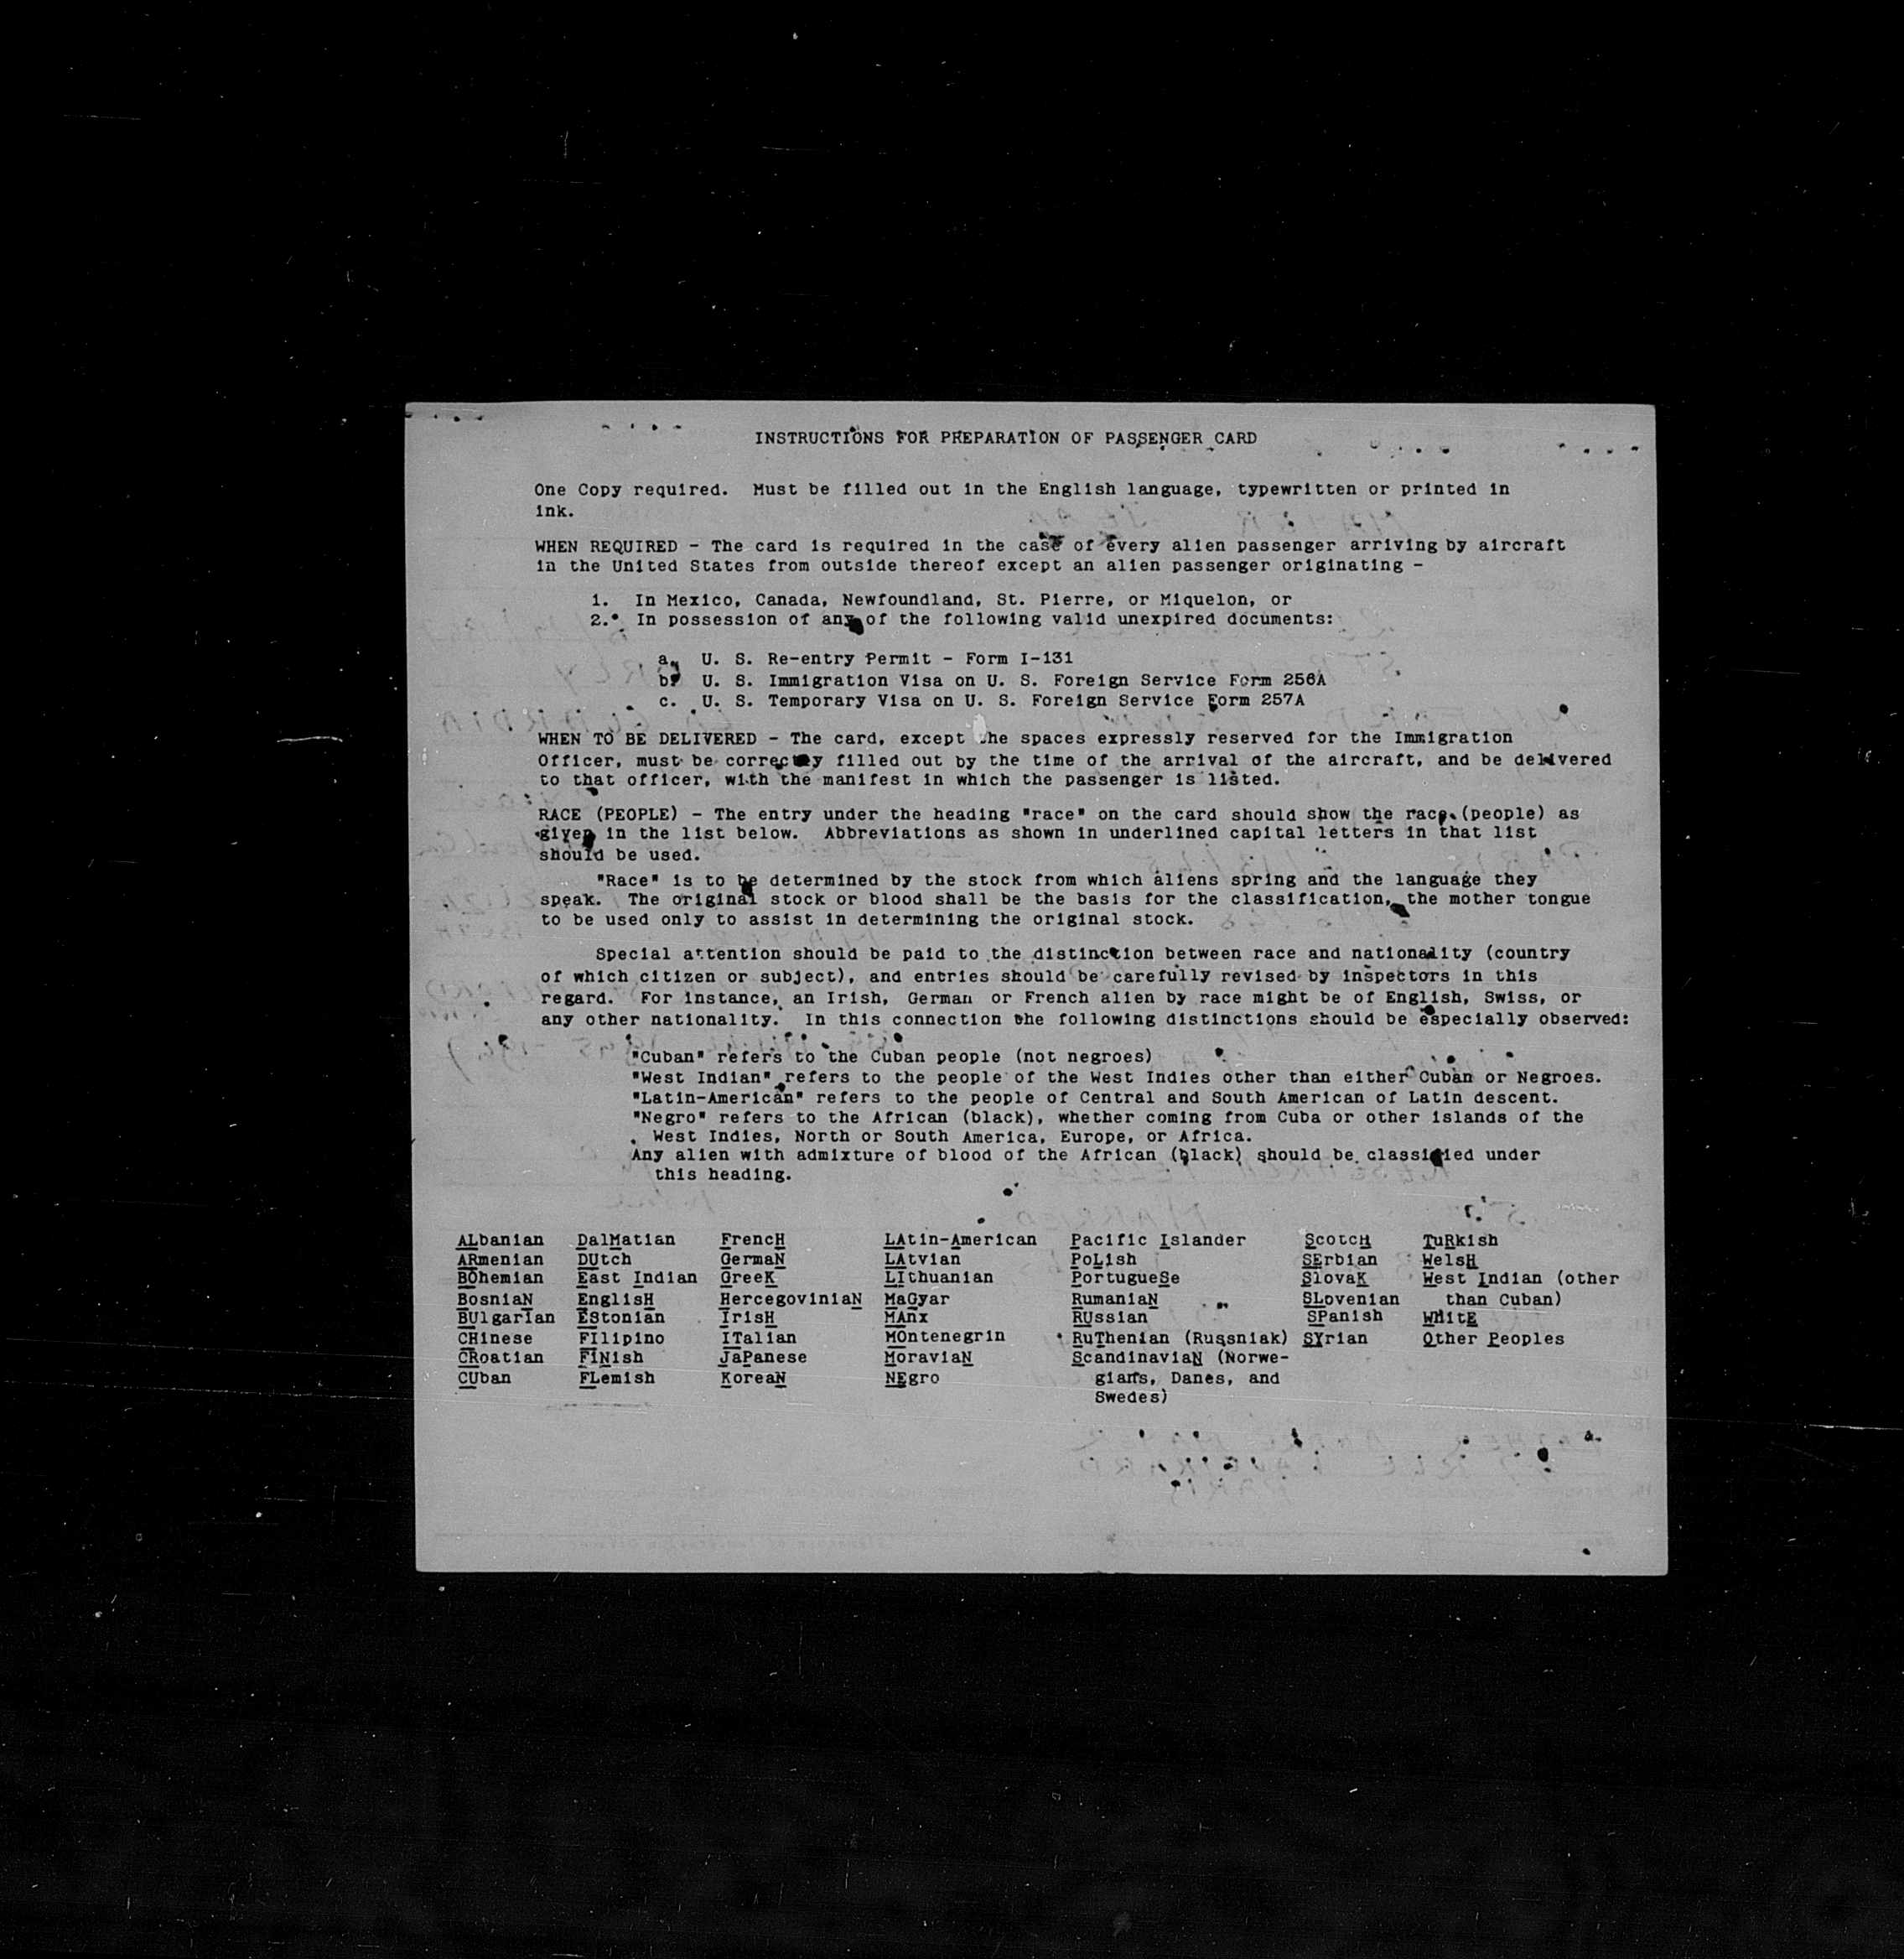 INSTRUCTIONS FOR PREPARATION OF PASSENGER CARD
One Copy required. Must be filled out in the English language, typewritten or printed in
ink.
WHEN REQUIRED - The card is required in the case of every alien passenger arriving by aircraft
in the United States from outside thereof except an alien passenger originating -
1. In Mexico, Canada, Newfoundland, St. Pierre, or Miquelon, or
2. In possession of any of the following valid unexpired documents:
a. U. S. Re-entry Permit - Form I-131
b. U. S. Immigration Visa on U. S. Foreign Service Form 256A
c. U. S. Temporary Visa on U. S. Foreign Service Form 257A
WHEN TO BE DELIVERED - The card, except the spaces expressly reserved for the Immigration
Officer, must be correctly filled out by the time of the arrival of the aircraft, and be delivered
to that officer, with the manifest in which the passenger is listed.
RACE (PEOPLE) - The entry under the heading "race" on the card should show the race (people) as
given in the list below. Abbreviations as shown in underlined capital letters in that list
should be used.
"Race" is to be determined by the stock from which aliens spring and the language they
speak. The original stock or blood shall be the basis for the classification, the mother tongue
to be used only to assist in determining the original stock.
Special attention should be paid to the distinction between race and nationality (country
of which citizen or subject), and entries should be carefully revised by inspectors in this
regard. For instance, an Irish, German or French alien by race might be of English, Swiss, or
any other nationality. In this connection the following distinctions should be especially observed:
"Cuban" refers to the Cuban people (not negroes)
"West Indian" refers to the people of the West Indies other than either Cuban or Negroes.
"Latin-American" refers to the people of Central and South American of Latin descent.
"Negro" refers to the African (black), whether coming from Cuba or other islands of the
West Indies, North or South America, Europe, or Africa.
Any alien with admixture of blood of the African (black) should be classified under
this heading.
ALbanian DalMatian FrencH LAtin-American Pacific Islander ScotcH TuRkish
ARmenian DUtch GermaN LAtvian PoLish SErbian WelsH
BOhemian East Indian GreeK LIthuanian PortugueSe SlovaK West Indian (other
BosniaN EnglisH HercegoviniaN MaGyar RumaniaN SLovenian than Cuban)
BUlgarian EStonian IrisH MAnx RUssian SPanish WHitE
CHinese FIlipino ITalian MOntenegrin RuThenian (Russniak) SYrian Other Peoples
CRoatian FINish JaPanese MoraviaN ScandinaviaN (Norwe-
CUban FLemish KoreaN NEgro gians, Danes, and
Swedes)